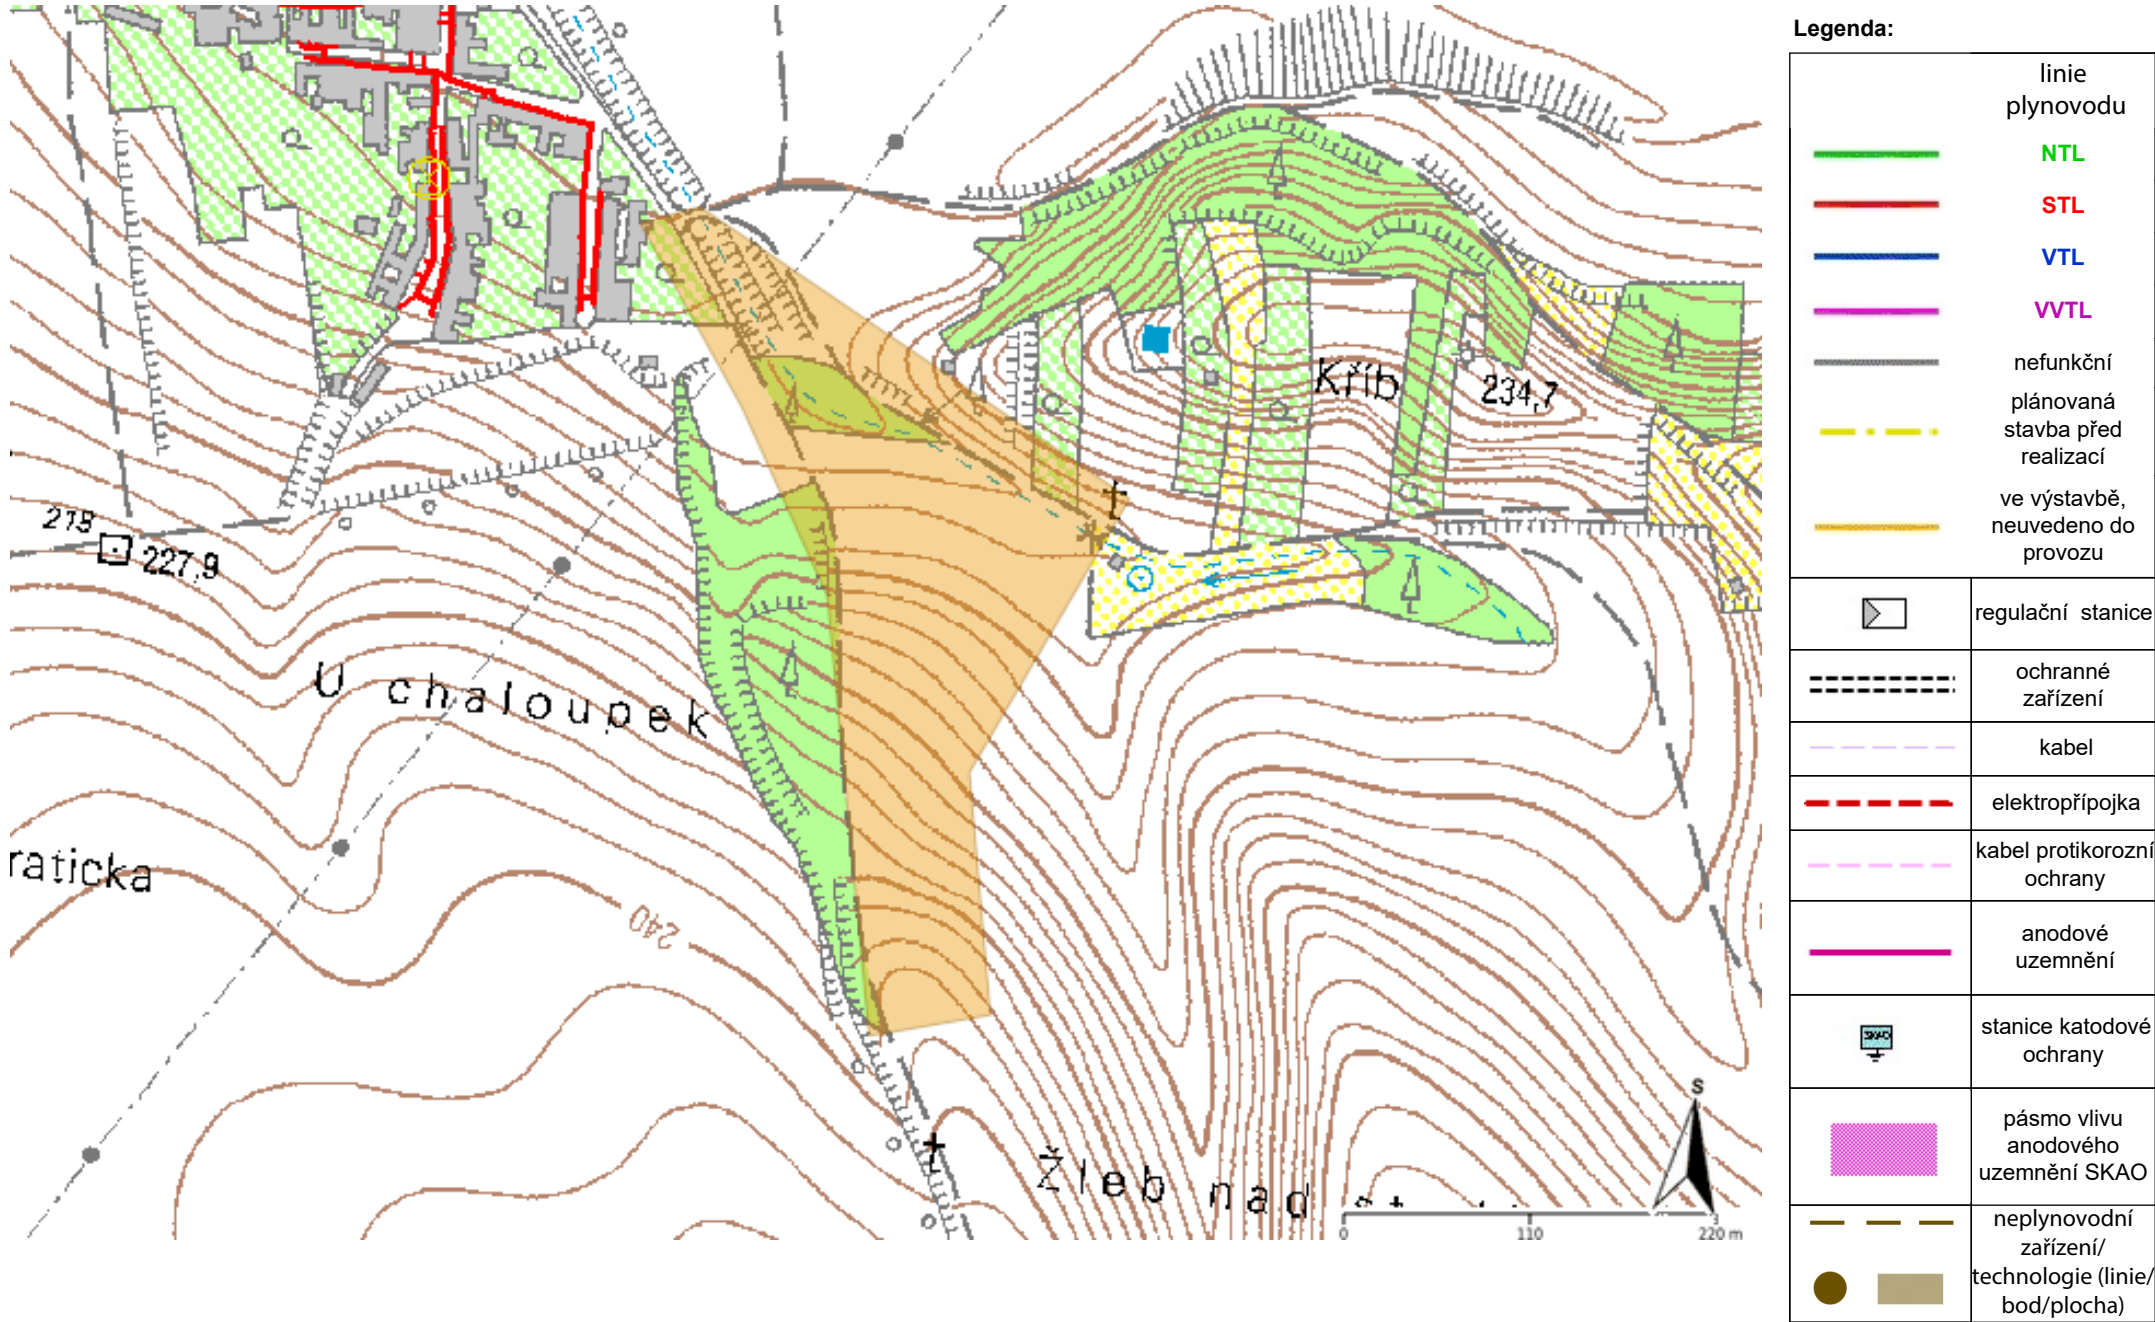 Legenda:
linie
plynovodu
NTL
STL
VTL
VVTL
nefunkční
plánovaná
stavba před
realizací
ve výstavbě,
neuvedeno do
provozu
regulační stanice
ochranné
zařízení
kabel
elektropřípojka
kabel protikorozní
ochrany
anodové
uzemnění
SKAO
stanice katodové
ochrany
pásmo vlivu
anodového
uzemnění SKAO
neplynovodní
zařízení/
technologie (linie/
bod/plocha)
Kříb
234,7
219
227,9
U chaloupek
raticka
240
Žleb nad
S
0 110 220 m